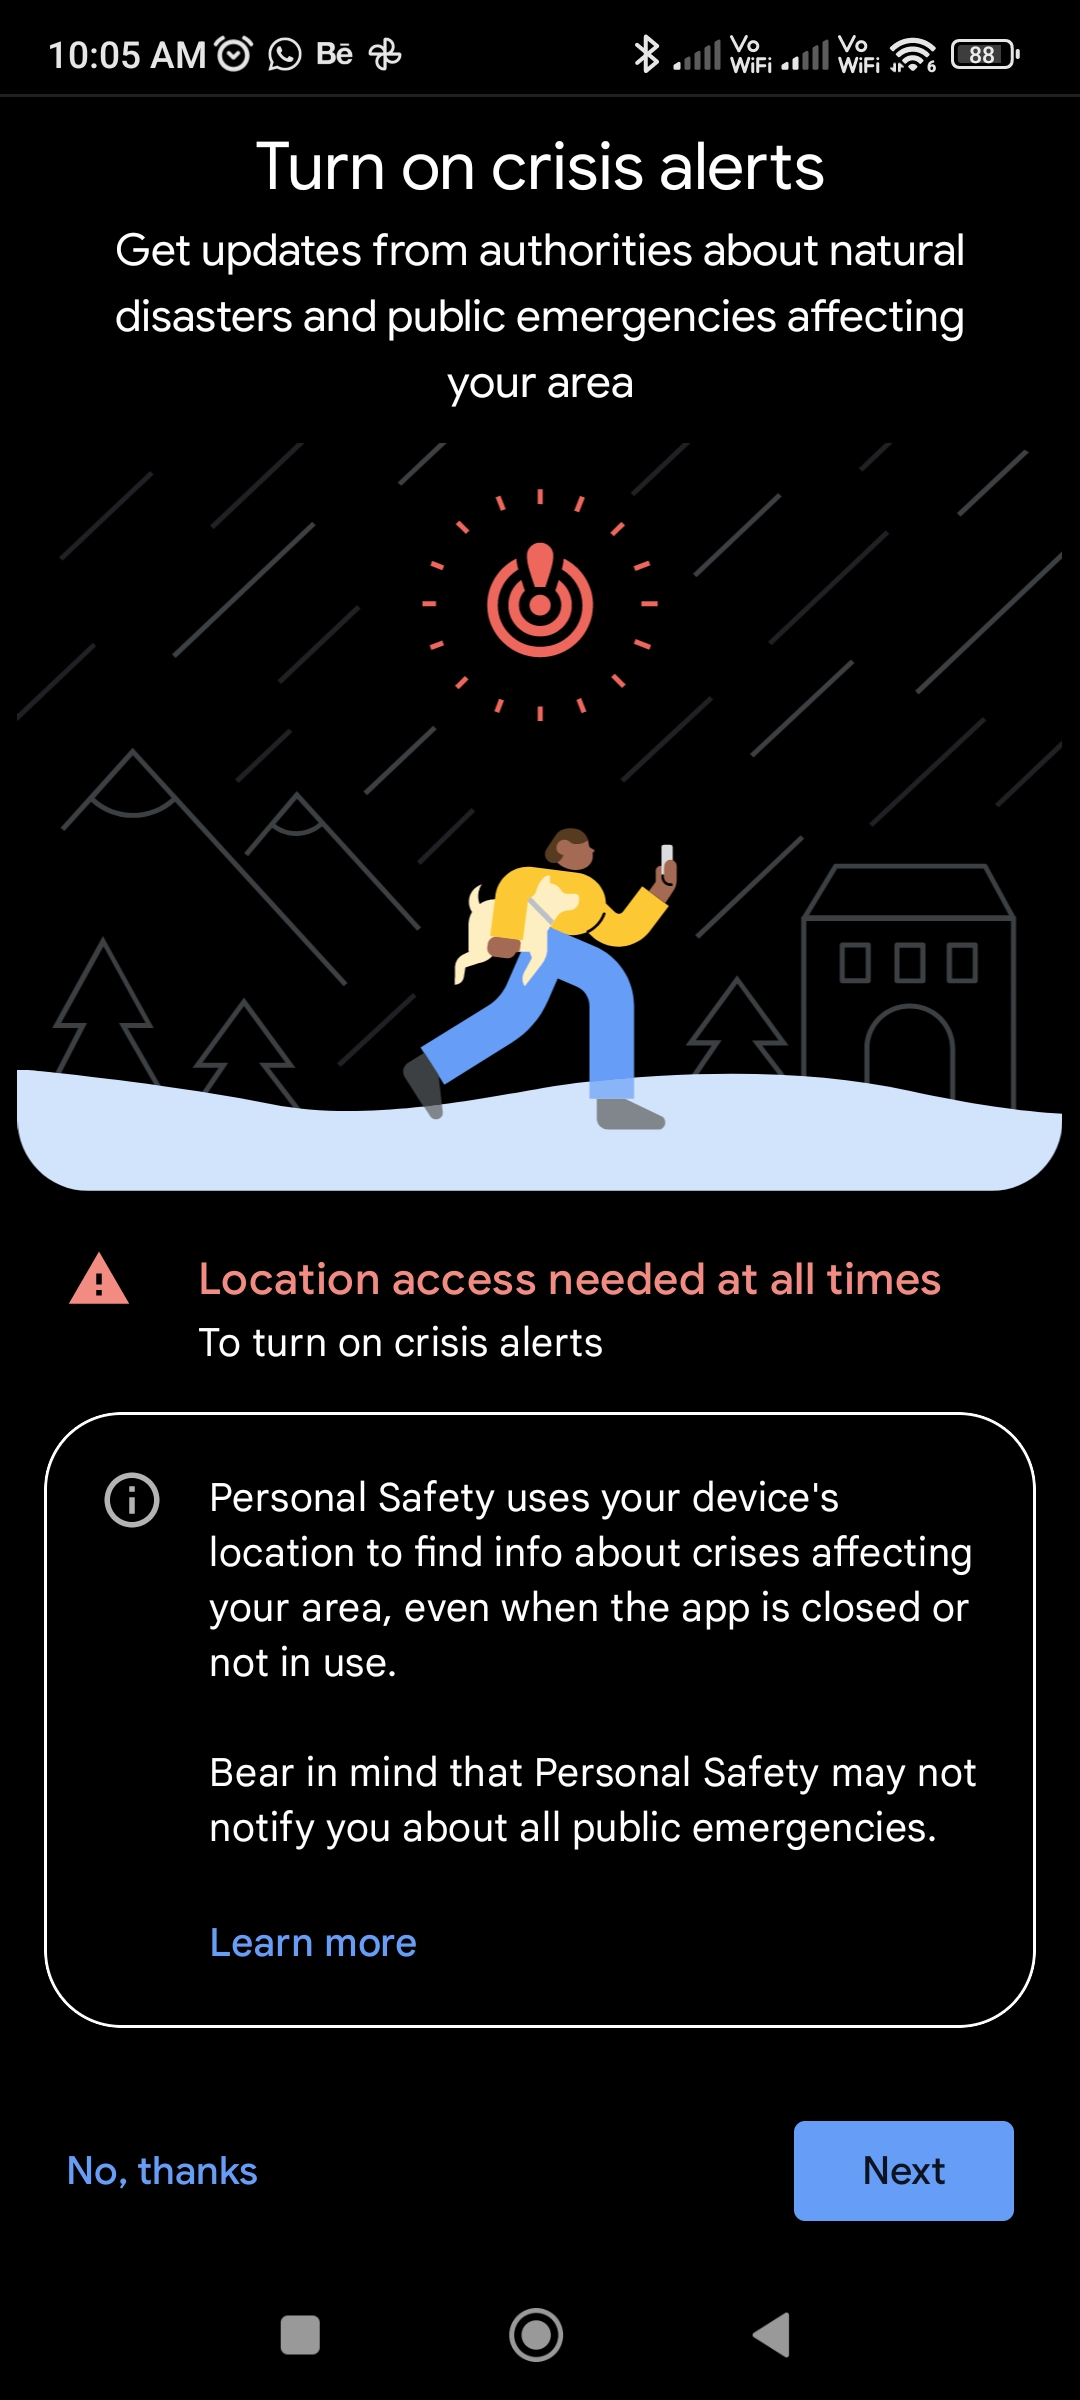 10:05 AM Bē Vo WiFi Vo WiFi 6 88
Turn on crisis alerts
Get updates from authorities about natural
disasters and public emergencies affecting
your area
Location access needed at all times
To turn on crisis alerts
Personal Safety uses your device's
location to find info about crises affecting
your area, even when the app is closed or
not in use.
Bear in mind that Personal Safety may not
notify you about all public emergencies.
Learn more
No, thanks
Next